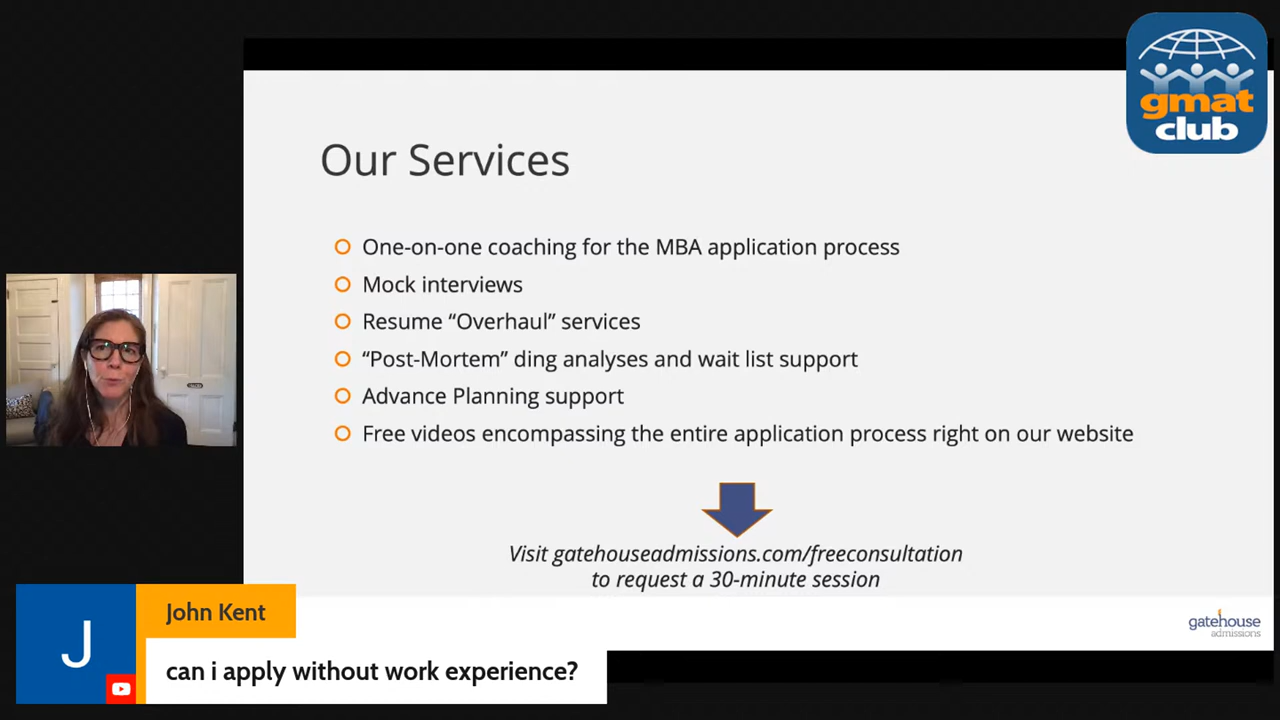 gmat
club
Our Services
One-on-one coaching for the MBA application process
Mock interviews
Resume “Overhaul” services
“Post-Mortem” ding analyses and wait list support
Advance Planning support
Free videos encompassing the entire application process right on our website
Visit gatehouseadmissions.com/freeconsultation
to request a 30-minute session
gatehouse
admissions
J
John Kent
can i apply without work experience?